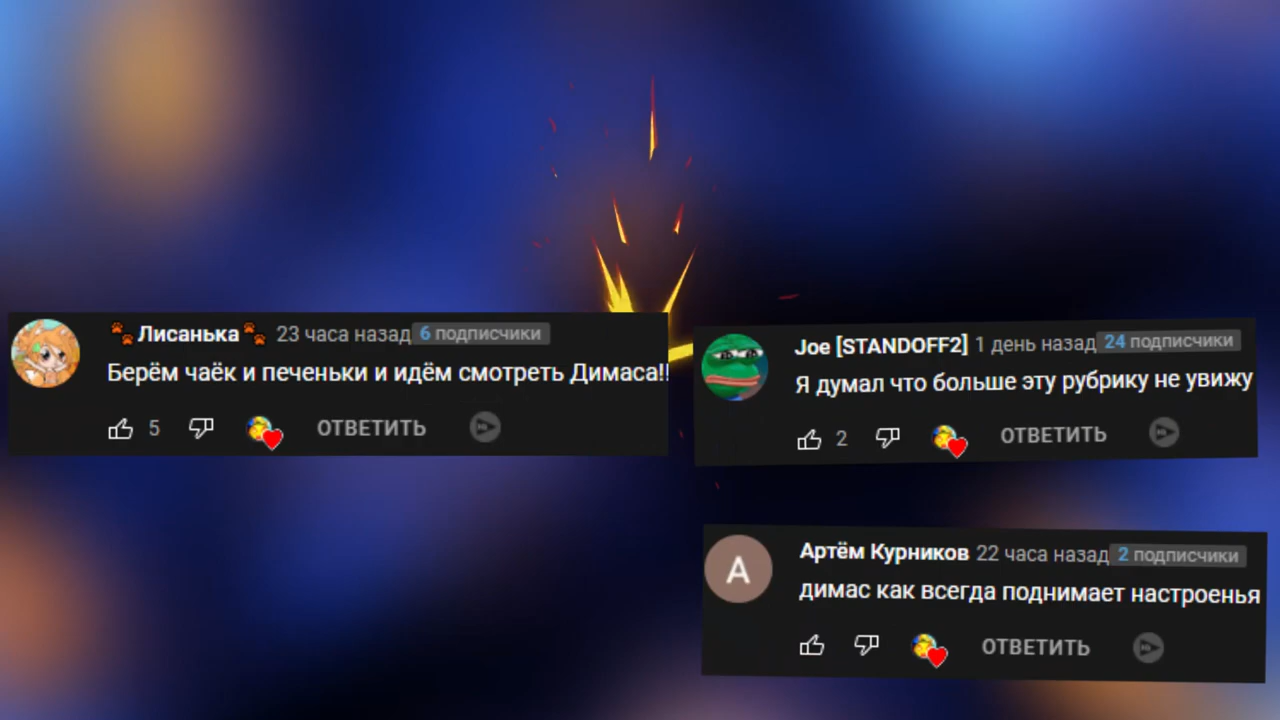 Лисанька 23 часа назад 6 подписчики
Берём чаёк и печеньки и идём смотреть Димаса!!
5 ОТВЕТИТЬ
Joe [STANDOFF2] 1 день назад 24 подписчики
Я думал что больше эту рубрику не увижу
2 ОТВЕТИТЬ
А
Артём Курников 22 часа назад 2 подписчики
димас как всегда поднимает настроенья
ОТВЕТИТЬ